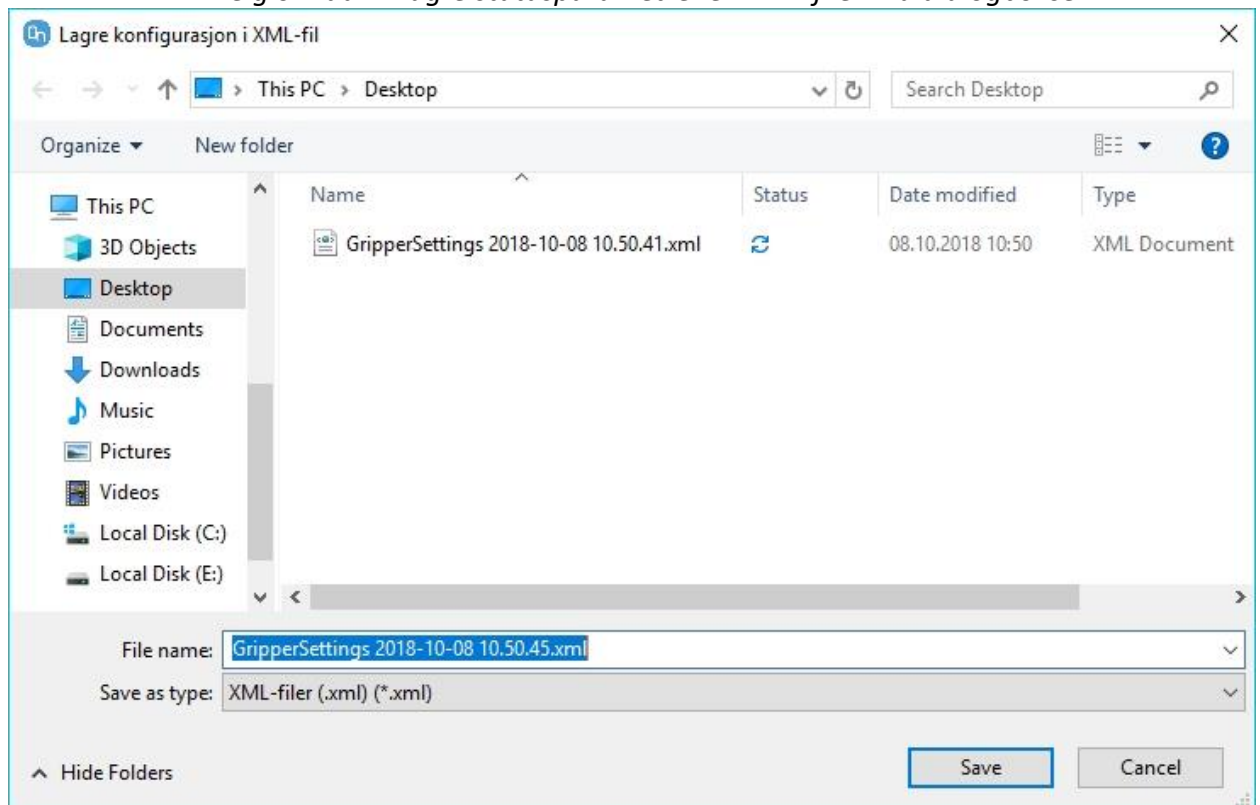 Lagre konfigurasjon i XML-fil
This PC > Desktop
Search Desktop
Organize
New folder
Name
Status
Date modified
Type
This PC
3D Objects
Desktop
Documents
Downloads
Music
Pictures
Videos
Local Disk (C:)
Local Disk (E:)
GripperSettings 2018-10-08 10.50.41.xml
08.10.2018 10:50
XML Document
File name: GripperSettings 2018-10-08 10.50.45.xml
Save as type: XML-filer (.xml) (*.xml)
Hide Folders
Save
Cancel